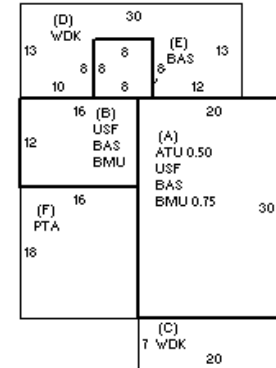 (D) 30
WDK
13
8
(E)
BAS
13
8 8 8
10 8 12
16
(B)
USF
BAS
BMU
12
20
(A)
ATU 0.50
USF
BAS
BMU 0.75
30
16
(F)
PTA
18
(C)
7 WDK
20